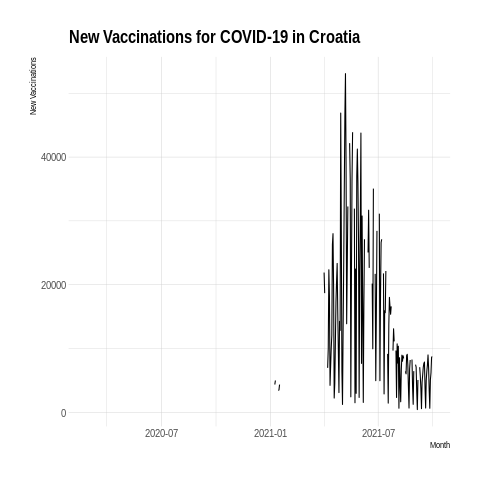 New Vaccinations for COVID-19 in Croatia
New Vaccinations
40000
20000
0
2020-07
2021-01
2021-07
Month